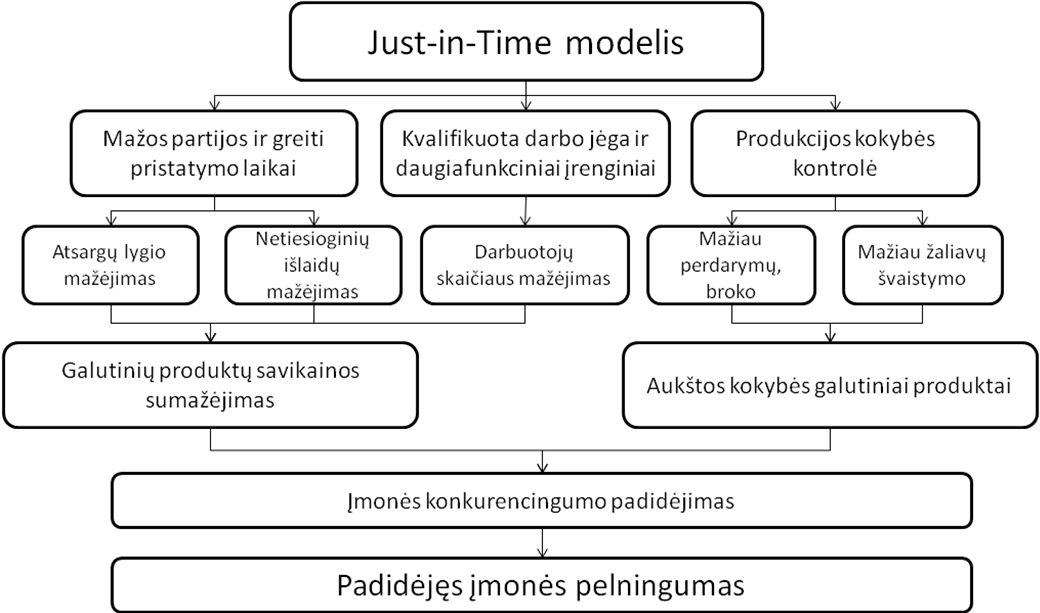 Just-in-Time modelis
Mažos partijos ir greiti
pristatymo laikai
Kvalifikuota darbo jėga ir
daugiafunkciniai įrenginiai
Produkcijos kokybės
kontrolė
Atsargų lygio
mažėjimas
Netiesioginių
išlaidų
mažėjimas
Darbuotojų
skaičiaus mažėjimas
Mažiau
perdarymų,
broko
Mažiau žaliavų
švaistymo
Galutinių produktų savikainos
sumažėjimas
Aukštos kokybės galutiniai produktai
Įmonės konkurencingumo padidėjimas
Padidėjęs įmonės pelningumas